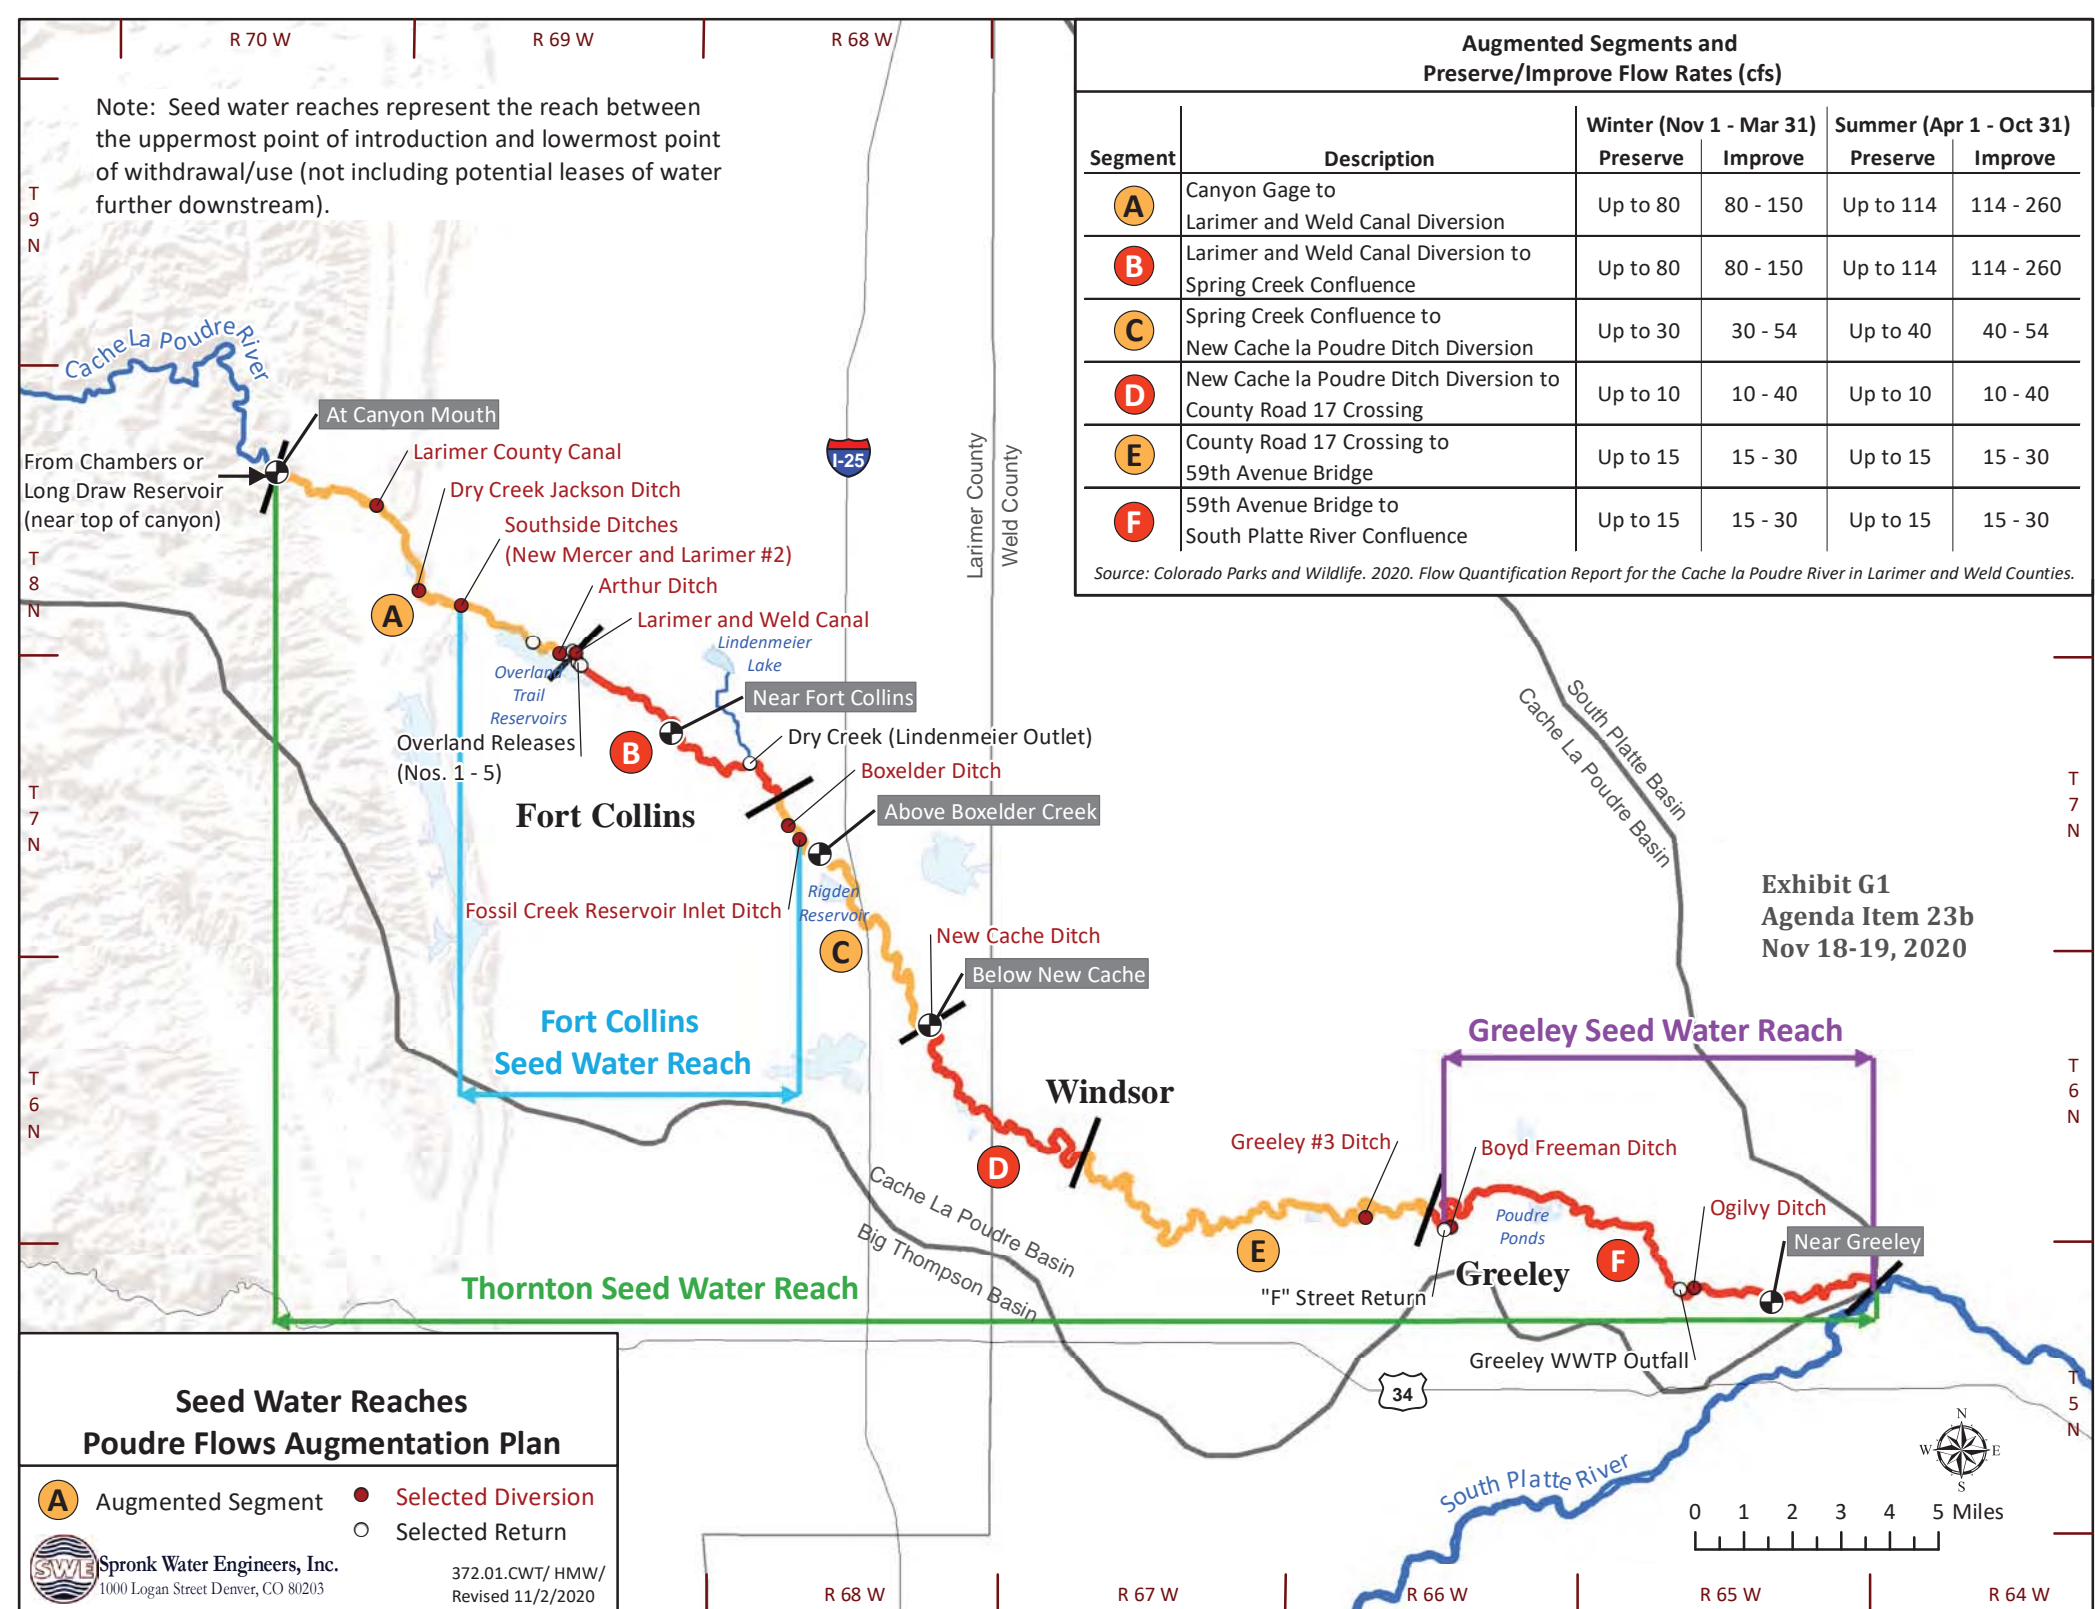 R 70 W
R 69 W
R 68 W
Note: Seed water reaches represent the reach between
the uppermost point of introduction and lowermost point
of withdrawal/use (not including potential leases of water
further downstream).
Augmented Segments and
Preserve/Improve Flow Rates (cfs)
Winter (Nov 1 - Mar 31) Summer (Apr 1 - Oct 31)
Segment Description Preserve Improve Preserve Improve
A Canyon Gage to
Larimer and Weld Canal Diversion Up to 80 80 - 150 Up to 114 114 - 260
B Larimer and Weld Canal Diversion to
Spring Creek Confluence Up to 80 80 - 150 Up to 114 114 - 260
C Spring Creek Confluence to
New Cache la Poudre Ditch Diversion Up to 30 30 - 54 Up to 40 40 - 54
D New Cache la Poudre Ditch Diversion to
County Road 17 Crossing Up to 10 10 - 40 Up to 10 10 - 40
E County Road 17 Crossing to
59th Avenue Bridge Up to 15 15 - 30 Up to 15 15 - 30
F 59th Avenue Bridge to
South Platte River Confluence Up to 15 15 - 30 Up to 15 15 - 30
Source: Colorado Parks and Wildlife. 2020. Flow Quantification Report for the Cache la Poudre River in Larimer and Weld Counties.
T
9
N
Cache La Poudre River
At Canyon Mouth
From Chambers or
Long Draw Reservoir
(near top of canyon)
Larimer County Canal
Dry Creek Jackson Ditch
Southside Ditches
(New Mercer and Larimer #2)
Arthur Ditch
Larimer and Weld Canal
I-25
Larimer County
Weld County
T
8
N
A
Lindenmeier
Lake
Overland
Trail
Reservoirs
Near Fort Collins
Overland Releases
(Nos. 1 - 5)
B
Dry Creek (Lindenmeier Outlet)
Boxelder Ditch
Fort Collins
Above Boxelder Creek
South Platte Basin
Cache La Poudre Basin
T
7
N
T
7
N
Rigden
Reservoir
Fossil Creek Reservoir Inlet Ditch
C
New Cache Ditch
Below New Cache
Exhibit G1
Agenda Item 23b
Nov 18-19, 2020
Fort Collins
Seed Water Reach
Greeley Seed Water Reach
T
6
N
T
6
N
Windsor
D
Greeley #3 Ditch
Boyd Freeman Ditch
Cache La Poudre Basin
Big Thompson Basin
Poudre
Ponds
Ogilvy Ditch
Near Greeley
E
F
Greeley
"F" Street Return
Thornton Seed Water Reach
Greeley WWTP Outfall
34
T
5
N
South Platte River
N
W
E
S
0 1 2 3 4 5 Miles
Seed Water Reaches
Poudre Flows Augmentation Plan
A Augmented Segment
Selected Diversion
Selected Return
SWE
Spronk Water Engineers, Inc.
1000 Logan Street Denver, CO 80203
372.01.CWT/ HMW/
Revised 11/2/2020
R 68 W
R 67 W
R 66 W
R 65 W
R 64 W